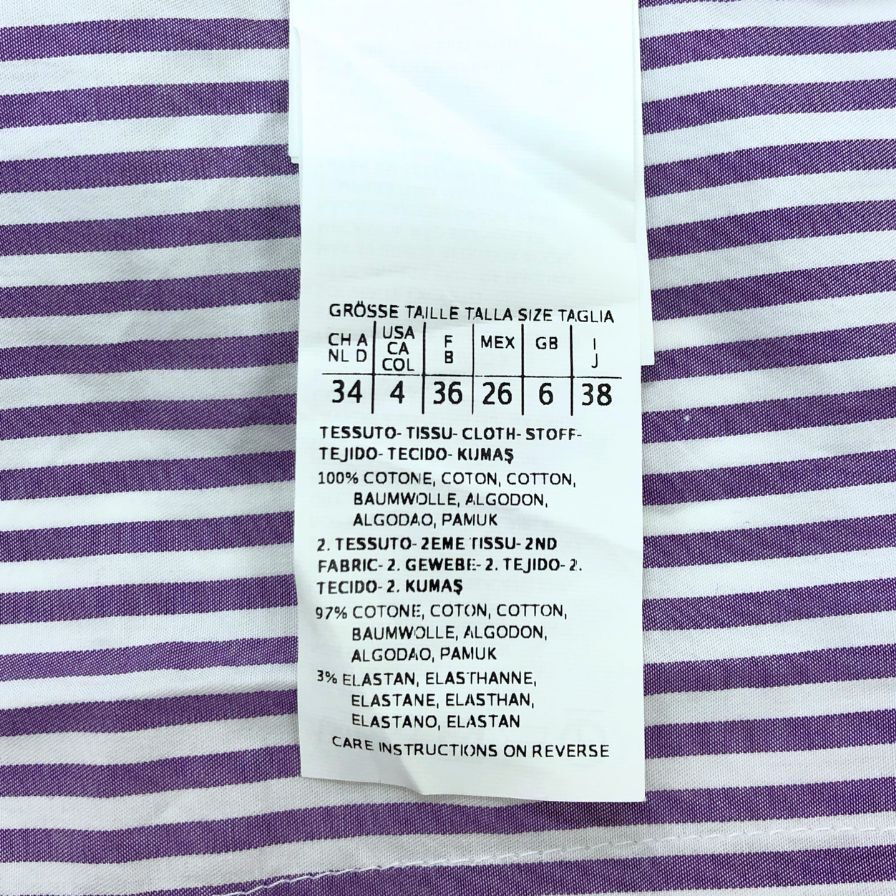 GRÖSSE TAILLE TALLA SIZE TAGLIA
CH A NL D USA CA COL F B MEX GB I J
34 4 36 26 6 38
TESSUTO- TISSU- CLOTH- STOFF-
TEJIDO- TECIDO- KUMAŞ
100% COTONE, COTON, COTTON,
BAUMWOLLE, ALGODON,
ALGODAO, PAMUK
2. TESSUTO- 2EME TISSU- 2ND
FABRIC- 2. GEWEBE- 2. TEJIDO- 2.
TECIDO- 2. KUMAŞ
97% COTONE, COTON, COTTON,
BAUMWOLLE, ALGODON,
ALGODAO, PAMUK
3% ELASTAN, ELASTHANNE,
ELASTANE, ELASTHAN,
ELASTANO, ELASTAN
CARE INSTRUCTIONS ON REVERSE